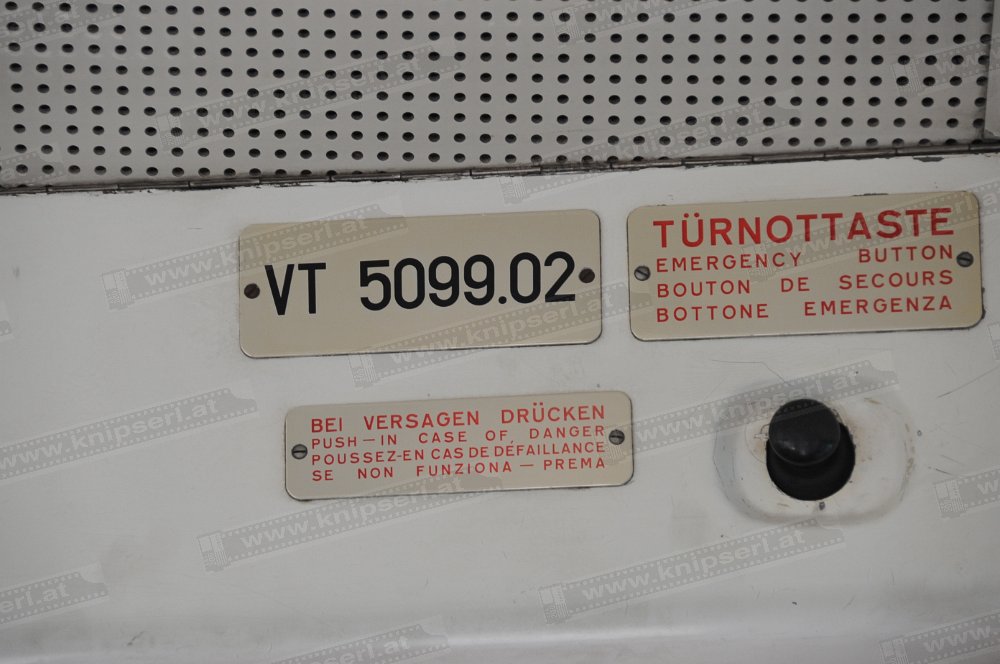 VT 5099.02
TÜRNOTTASTE
EMERGENCY BUTTON
BOUTON DE SECOURS
BOTTONE EMERGENZA
BEI VERSAGEN DRÜCKEN
PUSH—IN CASE OF DANGER
POUSSEZ-EN CAS DE DÉFAILLANCE
SE NON FUNZIONA — PREMA
www.knipserl.at